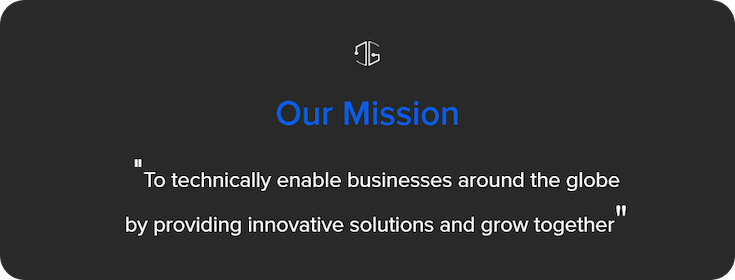 Our Mission
"To technically enable businesses around the globe
by providing innovative solutions and grow together"